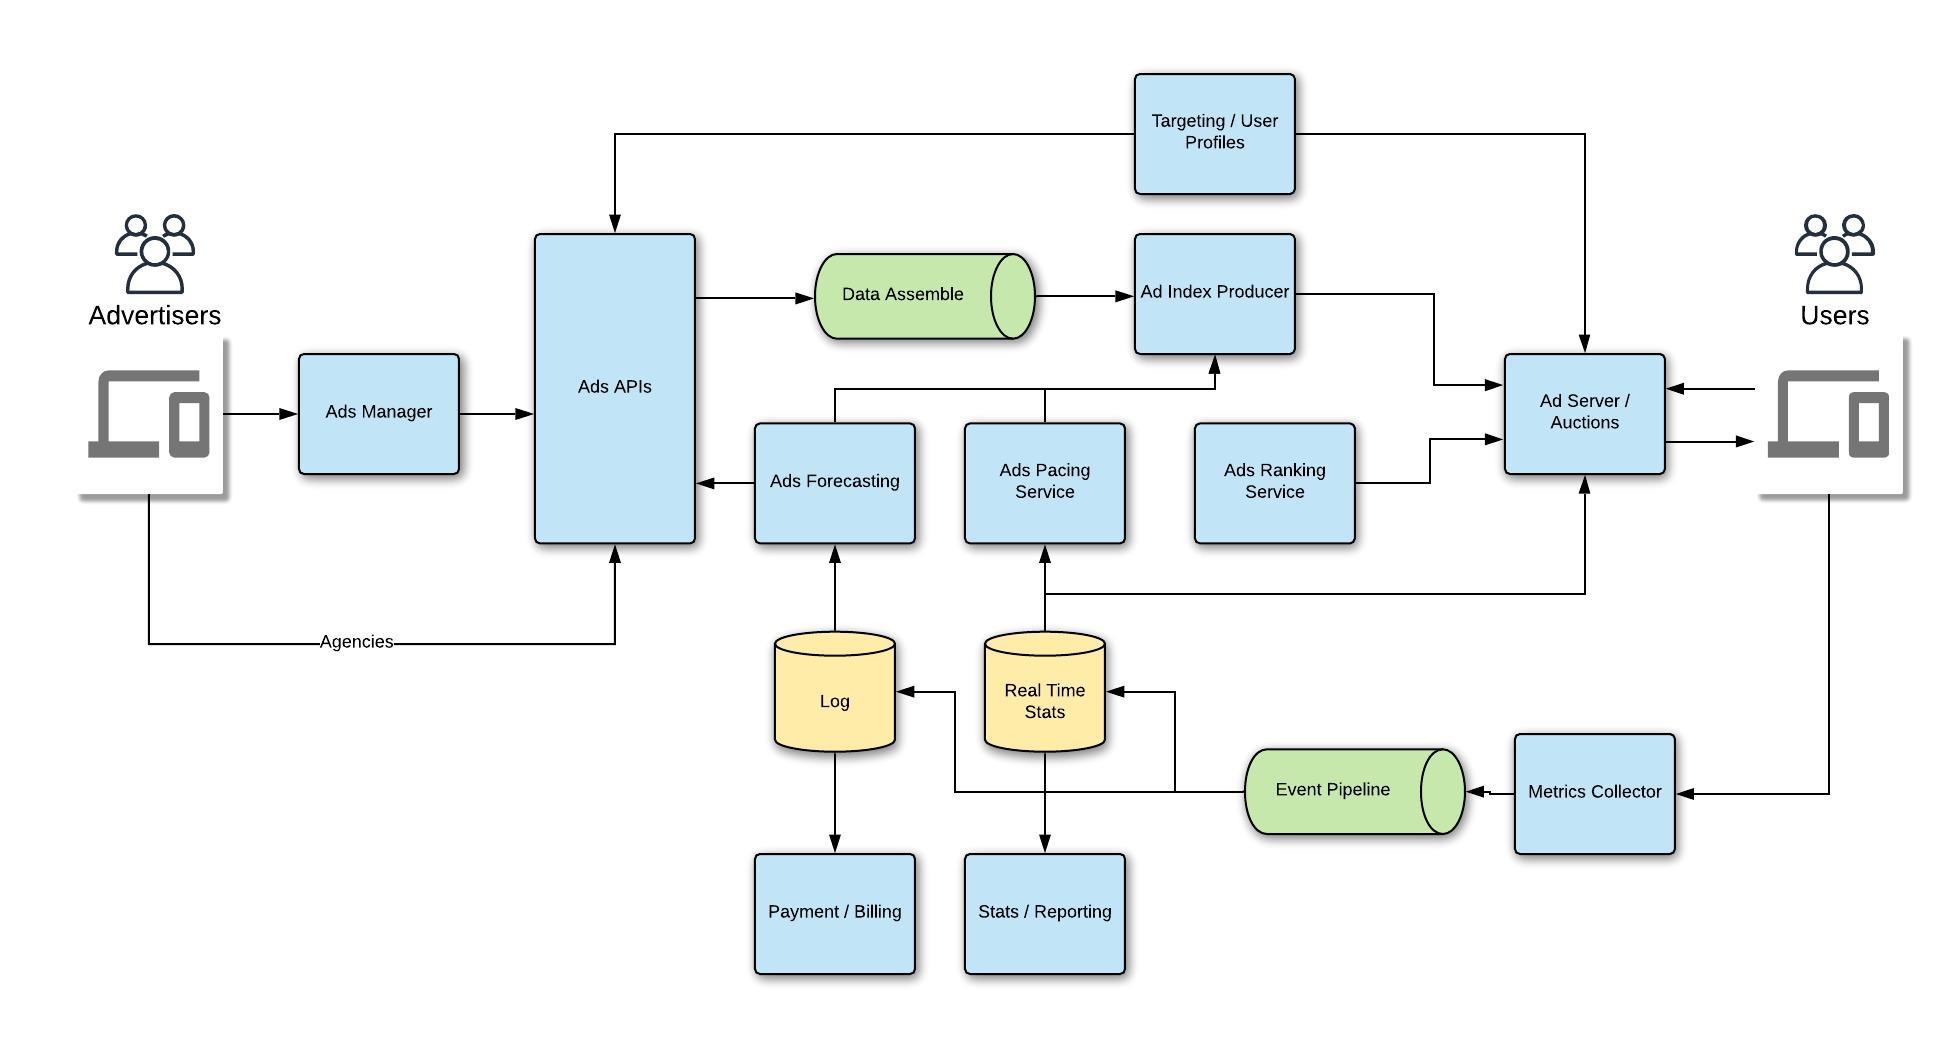 Targeting / User
Profiles
Advertisers
Users
Data Assemble
Ad Index Producer
Ads Manager
Ads APIs
Ad Server /
Auctions
Ads Forecasting
Ads Pacing
Service
Ads Ranking
Service
Agencies
Log
Real Time
Stats
Event Pipeline
Metrics Collector
Payment / Billing
Stats / Reporting